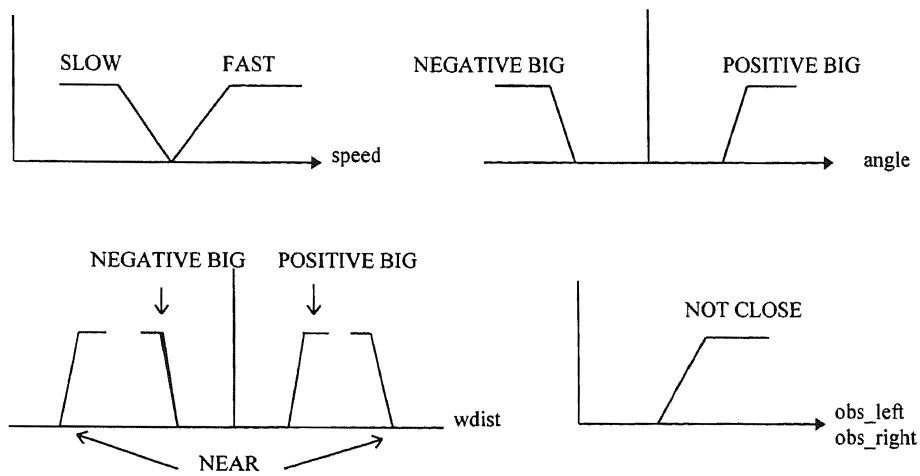 SLOW
FAST
speed
NEGATIVE BIG
POSITIVE BIG
angle
NEGATIVE BIG
POSITIVE BIG
wdist
NEAR
NOT CLOSE
obs_left
obs_right